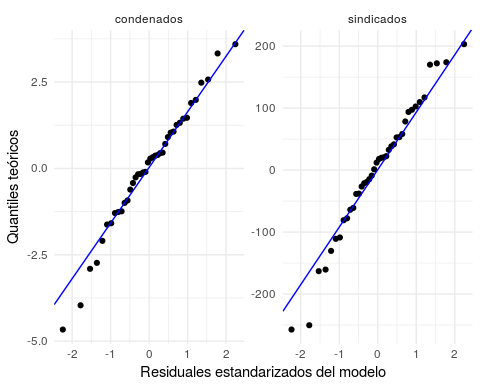 condenados
sindicados
Quantiles teóricos
2.5
0.0
-2.5
-5.0
200
100
0
-100
-200
-2 -1 0 1 2
-2 -1 0 1 2
Residuales estandarizados del modelo